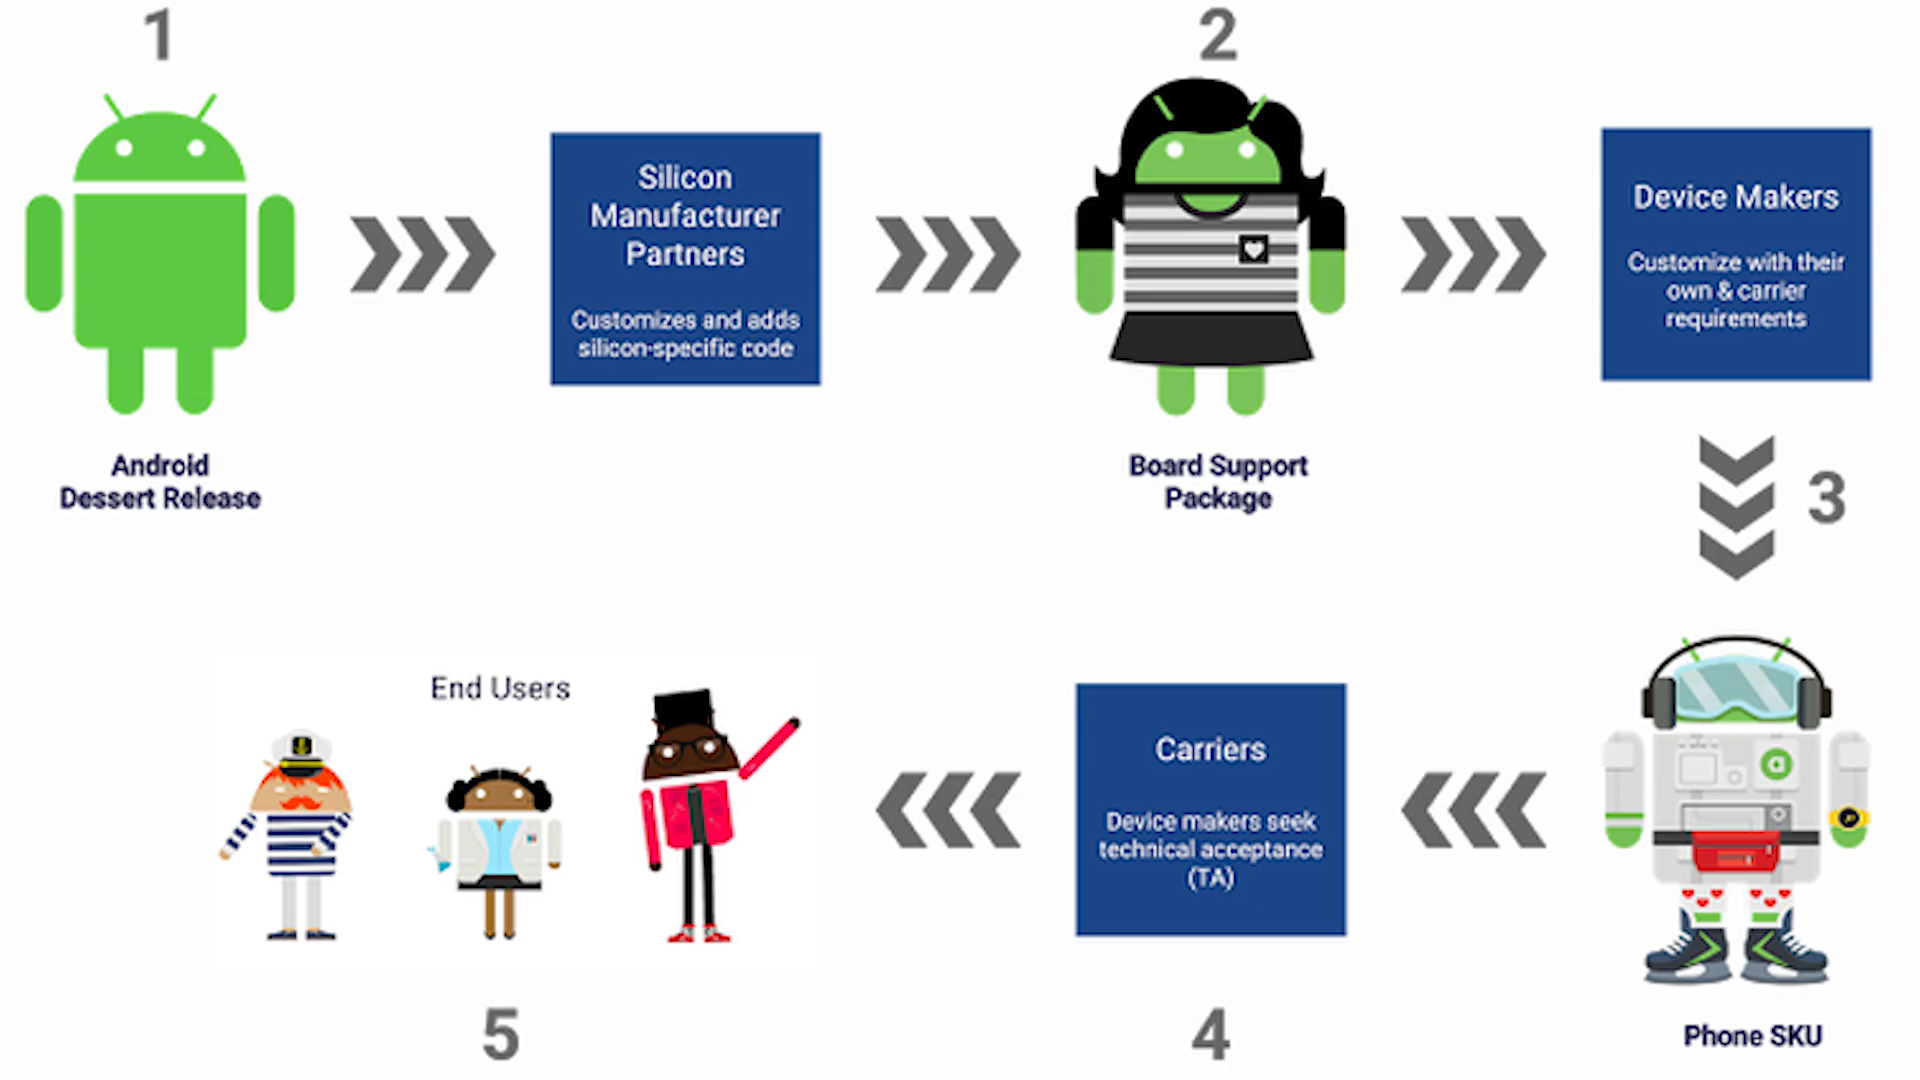 1
2
Silicon
Manufacturer
Partners
Customizes and adds
silicon-specific code
Device Makers
Customize with their
own & carrier
requirements
Android
Dessert Release
Board Support
Package
3
End Users
Carriers
Device makers seek
technical acceptance
(TA)
5
4
Phone SKU